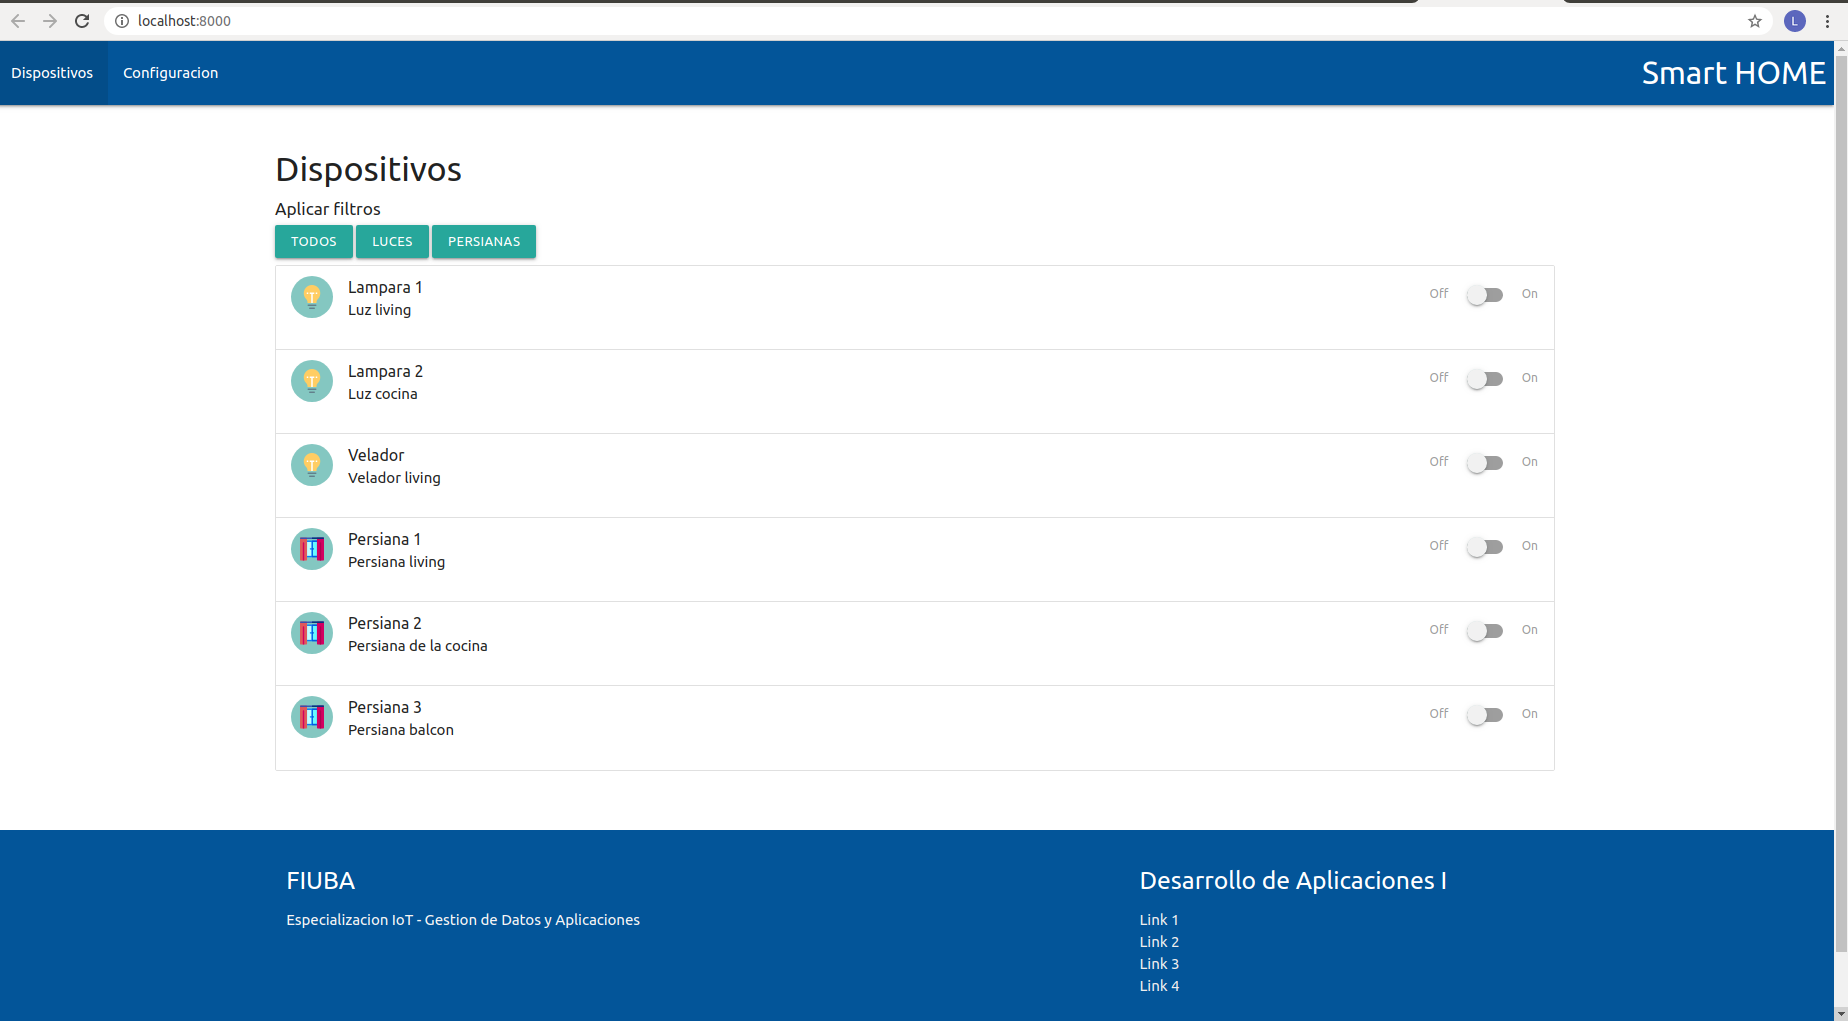 localhost:8000
L
Dispositivos
Configuracion
Smart HOME
Dispositivos
Aplicar filtros
TODOS
LUCES
PERSIANAS
Lampara 1
Luz living
Off
On
Lampara 2
Luz cocina
Off
On
Velador
Velador living
Off
On
Persiana 1
Persiana living
Off
On
Persiana 2
Persiana de la cocina
Off
On
Persiana 3
Persiana balcon
Off
On
FIUBA
Especializacion IoT - Gestion de Datos y Aplicaciones
Desarrollo de Aplicaciones I
Link 1
Link 2
Link 3
Link 4